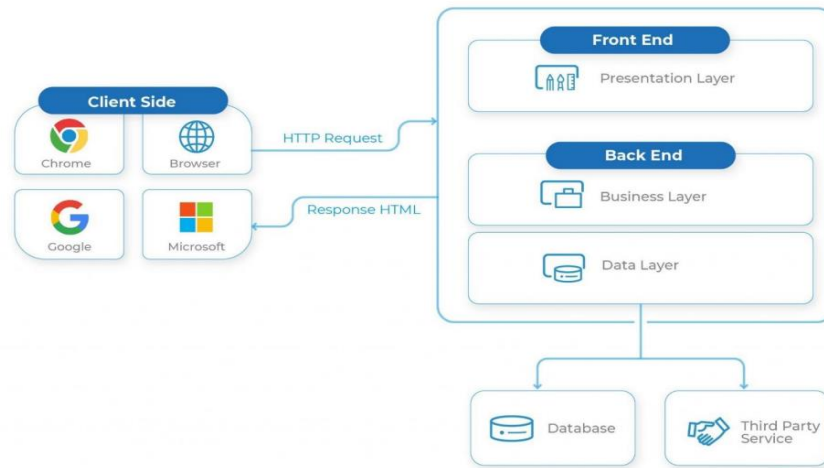 Client Side
Chrome
Browser
Google
Microsoft
HTTP Request
Response HTML
Front End
Presentation Layer
Back End
Business Layer
Data Layer
Database
Third Party
Service